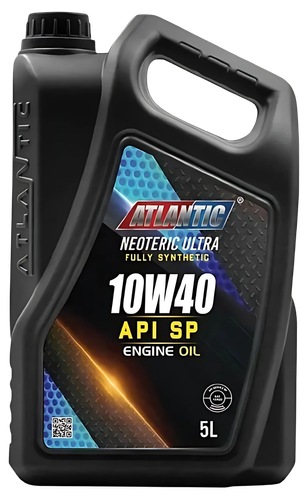 ATLANTIC
ATLANTIC®
NEOTERIC ULTRA
FULLY SYNTHETIC
10W40
API SP
ENGINE OIL
5L